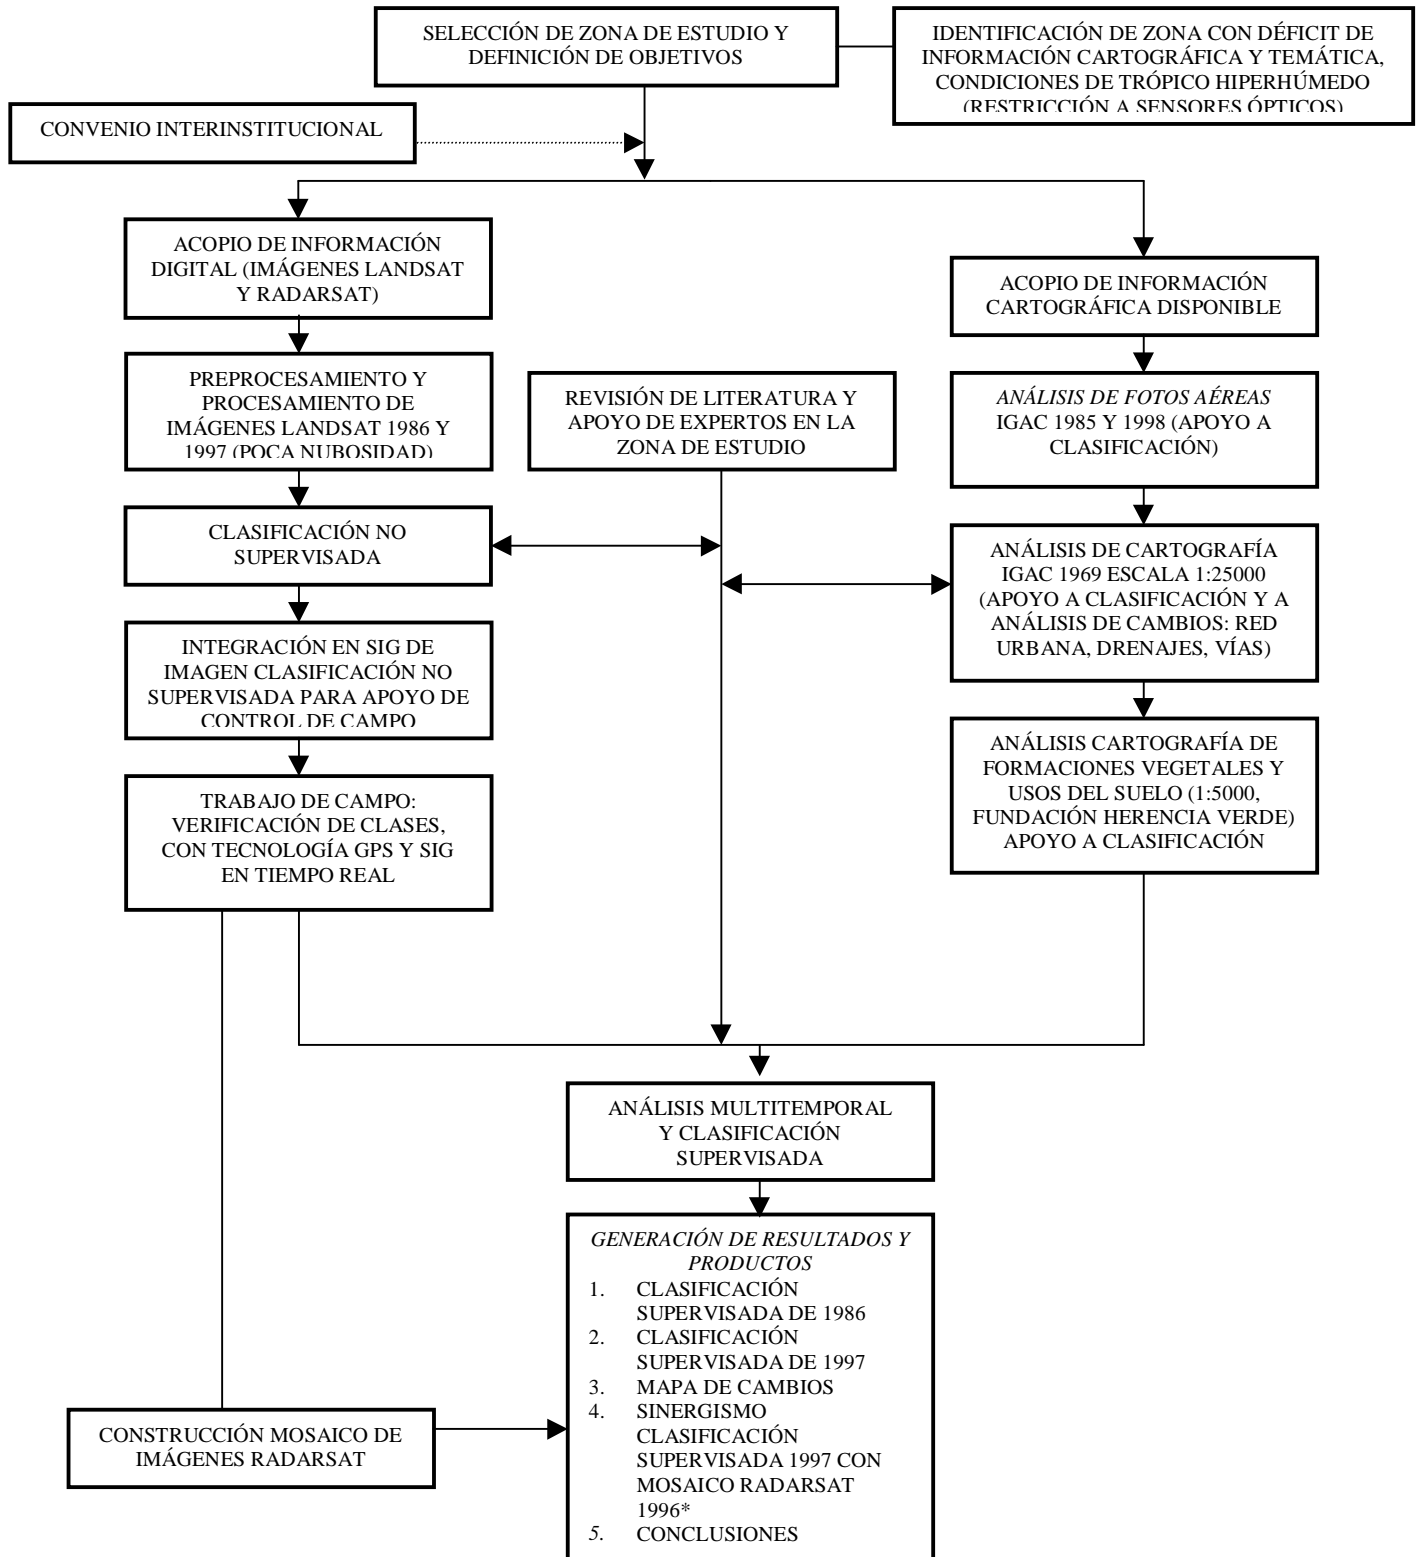 SELECCIÓN DE ZONA DE ESTUDIO Y
DEFINICIÓN DE OBJETIVOS
IDENTIFICACIÓN DE ZONA CON DÉFICIT DE
INFORMACIÓN CARTOGRÁFICA Y TEMÁTICA,
CONDICIONES DE TRÓPICO HIPERHÚMEDO
(RESTRICCIÓN A SENSORES ÓPTICOS)
CONVENIO INTERINSTITUCIONAL
ACOPIO DE INFORMACIÓN
DIGITAL (IMÁGENES LANDSAT
Y RADARSAT)
ACOPIO DE INFORMACIÓN
CARTOGRÁFICA DISPONIBLE
PREPROCESAMIENTO Y
PROCESAMIENTO DE
IMÁGENES LANDSAT 1986 Y
1997 (POCA NUBOSIDAD)
REVISIÓN DE LITERATURA Y
APOYO DE EXPERTOS EN LA
ZONA DE ESTUDIO
ANÁLISIS DE FOTOS AÉREAS
IGAC 1985 Y 1998 (APOYO A
CLASIFICACIÓN)
CLASIFICACIÓN NO
SUPERVISADA
ANÁLISIS DE CARTOGRAFÍA
IGAC 1969 ESCALA 1:25000
(APOYO A CLASIFICACIÓN Y A
ANÁLISIS DE CAMBIOS: RED
URBANA, DRENAJES, VÍAS)
INTEGRACIÓN EN SIG DE
IMAGEN CLASIFICACIÓN NO
SUPERVISADA PARA APOYO DE
CONTROL DE CAMPO
ANÁLISIS CARTOGRAFÍA DE
FORMACIONES VEGETALES Y
USOS DEL SUELO (1:5000,
FUNDACIÓN HERENCIA VERDE)
APOYO A CLASIFICACIÓN
TRABAJO DE CAMPO:
VERIFICACIÓN DE CLASES,
CON TECNOLOGÍA GPS Y SIG
EN TIEMPO REAL
ANÁLISIS MULTITEMPORAL
Y CLASIFICACIÓN
SUPERVISADA
GENERACIÓN DE RESULTADOS Y
PRODUCTOS
1. CLASIFICACIÓN
SUPERVISADA DE 1986
2. CLASIFICACIÓN
SUPERVISADA DE 1997
3. MAPA DE CAMBIOS
4. SINERGISMO
CLASIFICACIÓN
SUPERVISADA 1997 CON
MOSAICO RADARSAT
1996*
5. CONCLUSIONES
CONSTRUCCIÓN MOSAICO DE
IMÁGENES RADARSAT